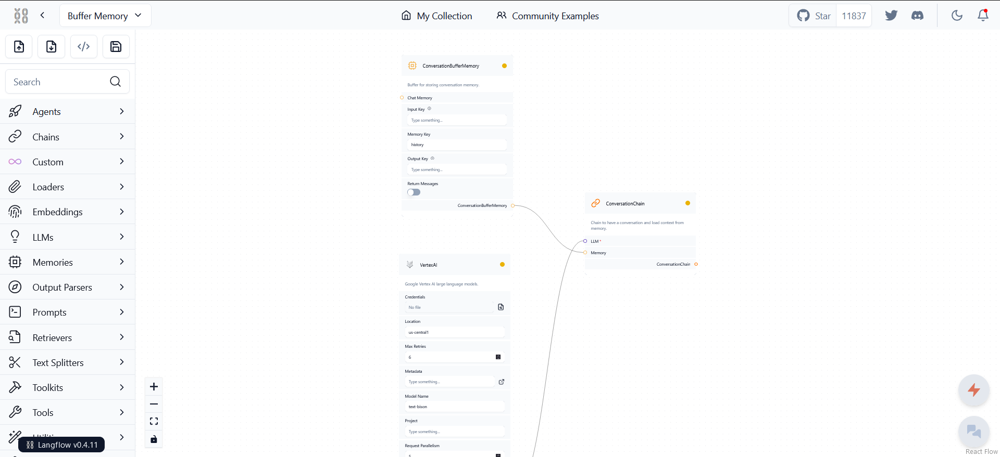 Buffer Memory
My Collection
Community Examples
Star
11837
Search
Agents
Chains
Custom
Loaders
Embeddings
LLMs
Memories
Output Parsers
Prompts
Retrievers
Text Splitters
Toolkits
Tools
Langflow v0.4.11
ConversationBufferMemory
Buffer for storing conversation memory.
Chat Memory
Input Key
Type something...
Memory Key
history
Output Key
Type something...
Return Messages
ConversationBufferMemory
VertexAI
Google Vertex AI large language models.
Credentials
No file
Location
us-central1
Max Retries
6
Metadata
Type something...
Model Name
text-bison
Project
Type something...
Request Parallelism
5
ConversationChain
Chain to have a conversation and load context from
memory.
LLM *
Memory
ConversationChain
React Flow